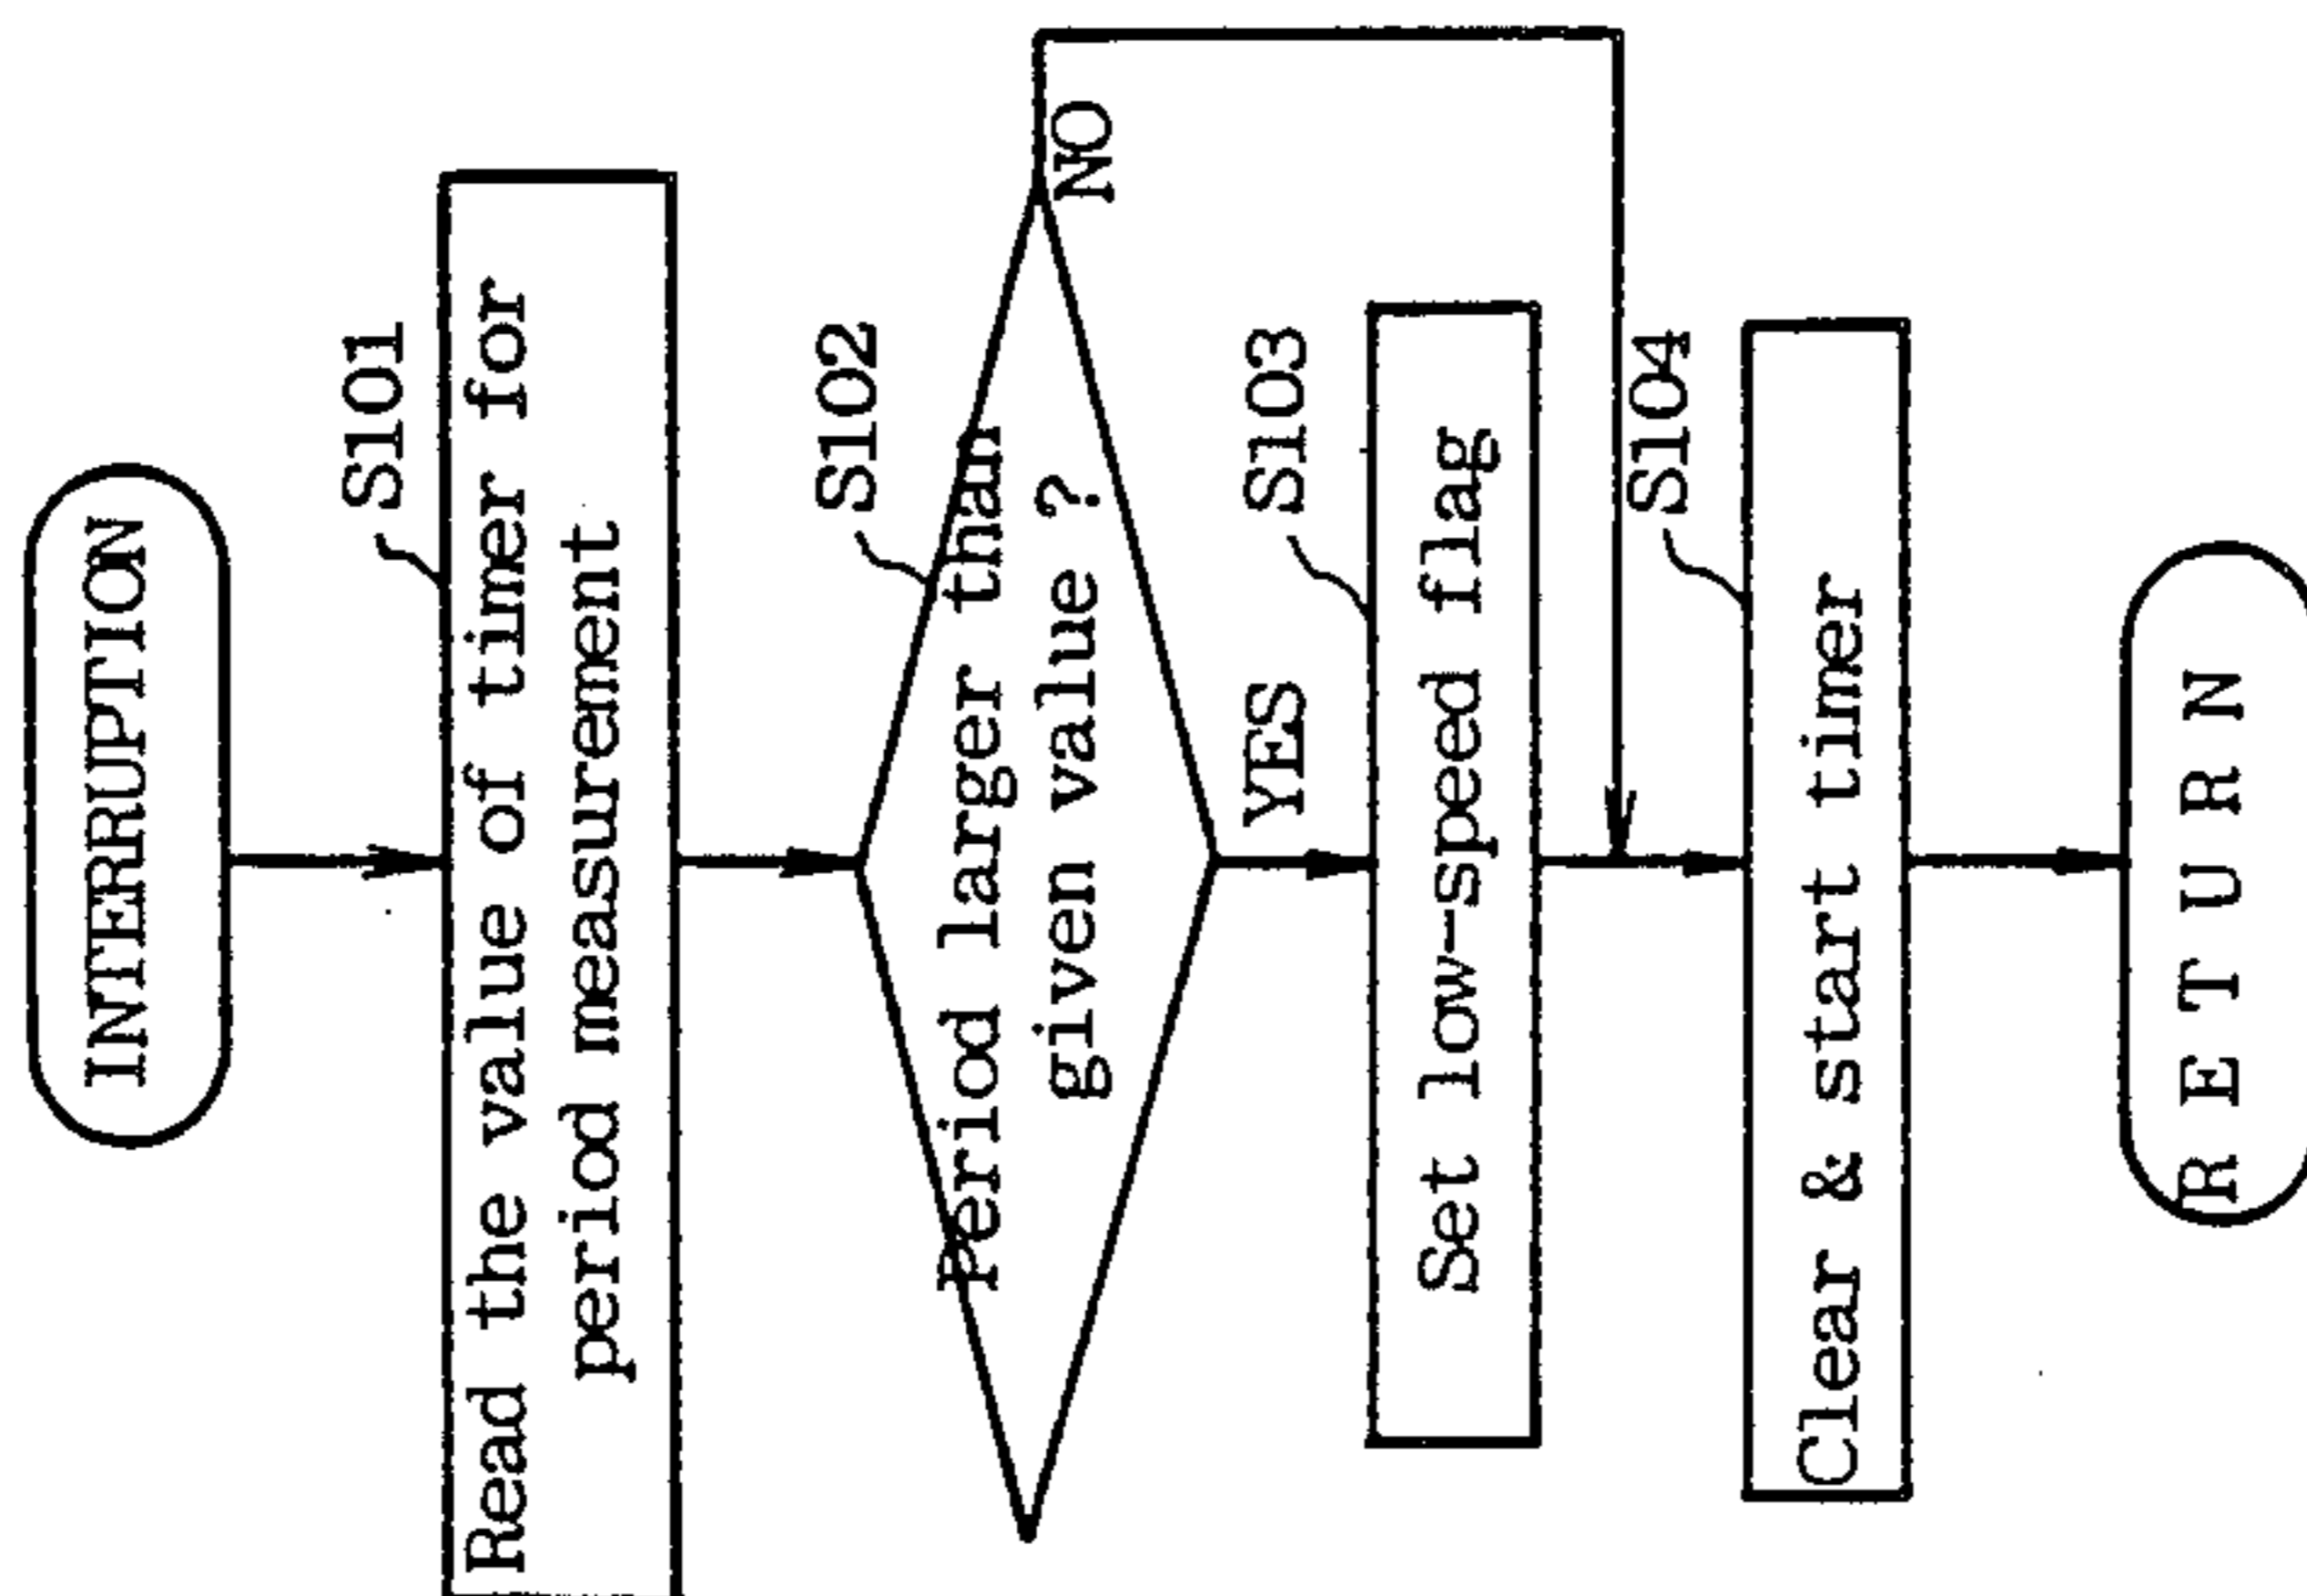 INTERRUPTION
S101
Read the value of timer for
period measurement
S102
Period larger than
given value ?
NO
YES
S103
Set low-speed flag
S104
Clear & start timer
R E T U R N